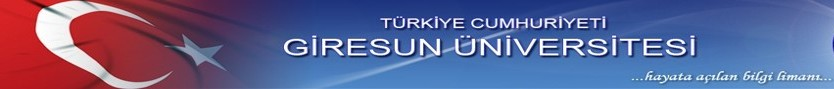 TÜRKİYE CUMHURİYETİ
GİRESUN ÜNİVERSİTESİ
...hayata açılan bilgi limanı...